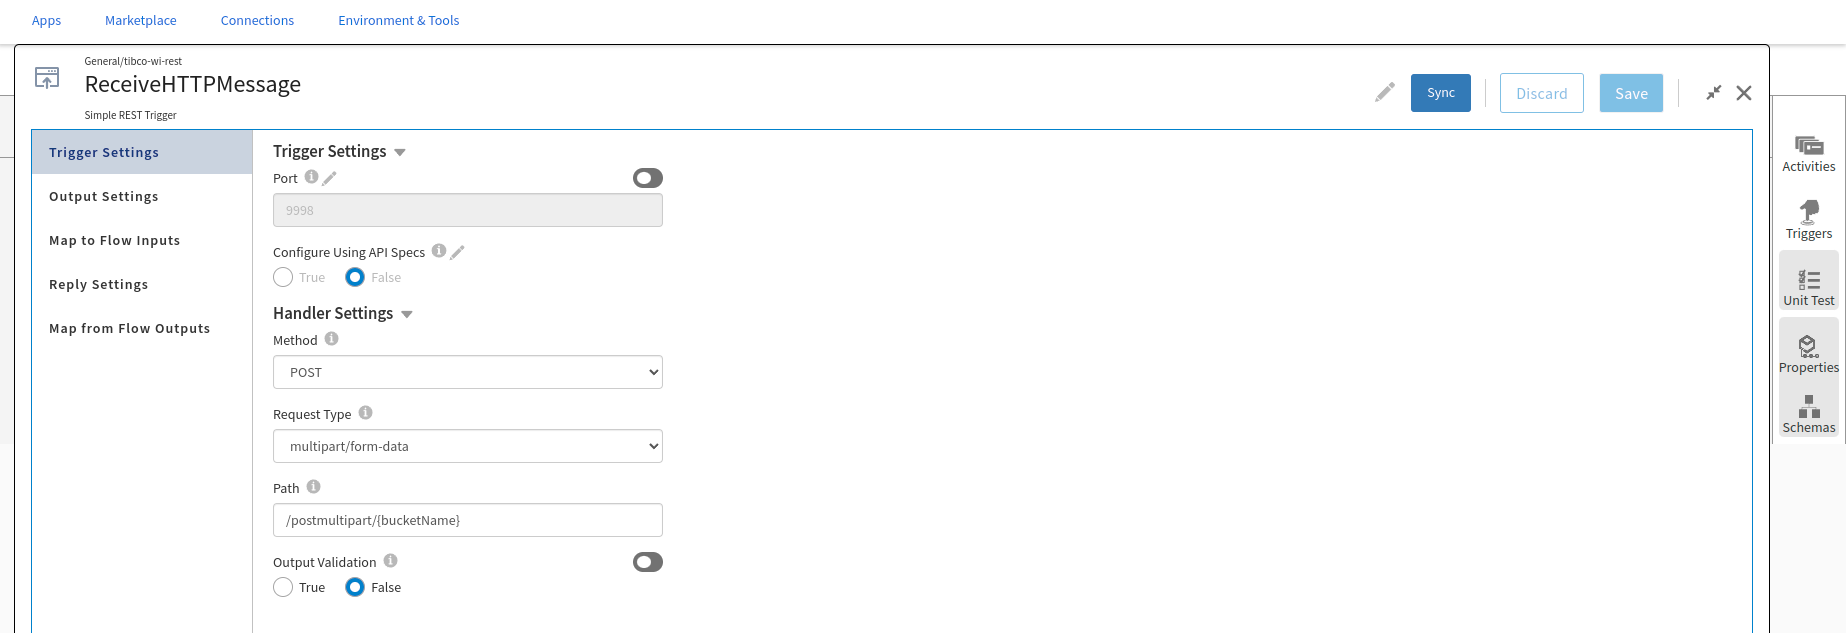 Apps Marketplace Connections Environment & Tools
General/tibco-wi-rest
ReceiveHTTPMessage
Simple REST Trigger
Sync Discard Save
Trigger Settings
Output Settings
Map to Flow Inputs
Reply Settings
Map from Flow Outputs
Trigger Settings
Port
9998
Configure Using API Specs
True False
Handler Settings
Method
POST
Request Type
multipart/form-data
Path
/postmultipart/{bucketName}
Output Validation
True False
Activities
Triggers
Unit Test
Properties
Schemas